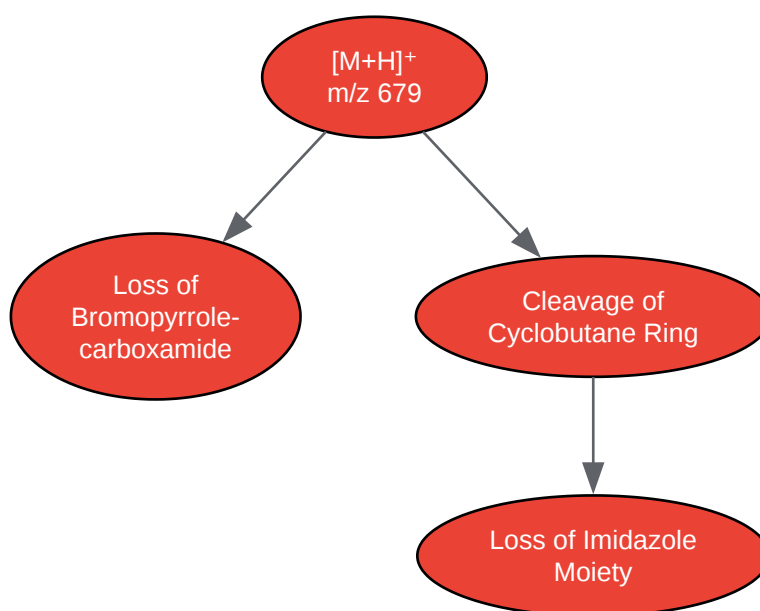 [M+H]⁺
m/z 679
Loss of
Bromopyrrole-
carboxamide
Cleavage of
Cyclobutane Ring
Loss of Imidazole
Moiety